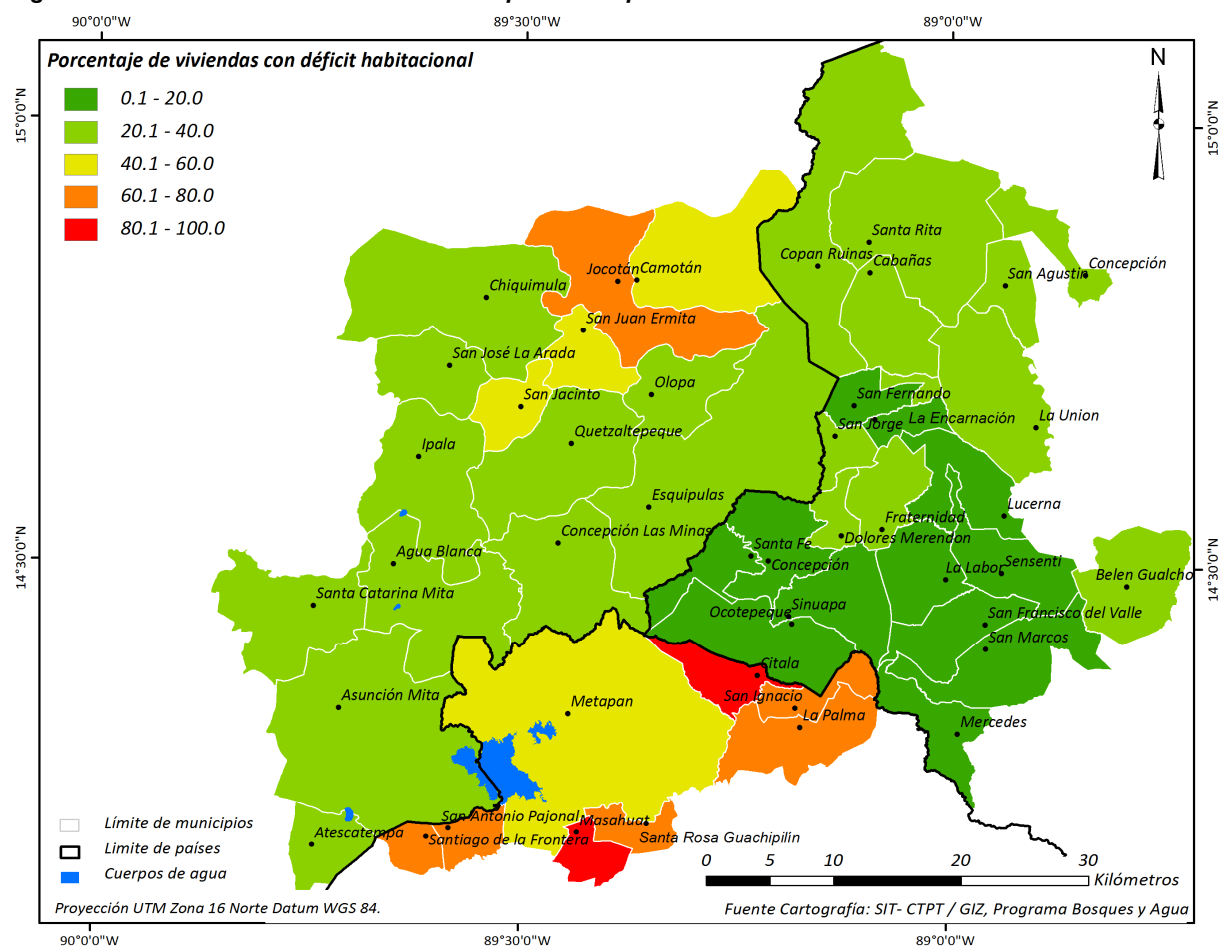 90°0'0"W
89°30'0"W
89°0'0"W
Porcentaje de viviendas con déficit habitacional
0.1 - 20.0
20.1 - 40.0
40.1 - 60.0
60.1 - 80.0
80.1 - 100.0
N
15°0'0"N
15°0'0"N
Santa Rita
Copan Ruinas
Cabañas
Concepción
San Agustin
Jocotán
Camotán
Chiquimula
San Juan Ermita
San José La Arada
Olopa
San Jacinto
San Fernando
La Encarnación
La Union
San Jorge
Quetzaltepeque
Ipala
Esquipulas
Lucerna
Fraternidad
Concepción Las Minas
Dolores Merendon
Santa Fe
Agua Blanca
Concepción
La Labor
Sensenti
Belen Gualcho
14°30'0"N
14°30'0"N
Santa Catarina Mita
Ocotepeque
Sinuapa
San Francisco del Valle
San Marcos
Citala
Asunción Mita
Metapan
San Ignacio
La Palma
Mercedes
San Antonio Pajonal
Masahuat
Atescatempa
Santiago de la Frontera
Santa Rosa Guachipilin
Límite de municipios
Limite de países
Cuerpos de agua
0 5 10 20 30
Kilómetros
Proyección UTM Zona 16 Norte Datum WGS 84.
Fuente Cartografía: SIT- CTPT / GIZ, Programa Bosques y Agua
90°0'0"W
89°30'0"W
89°0'0"W